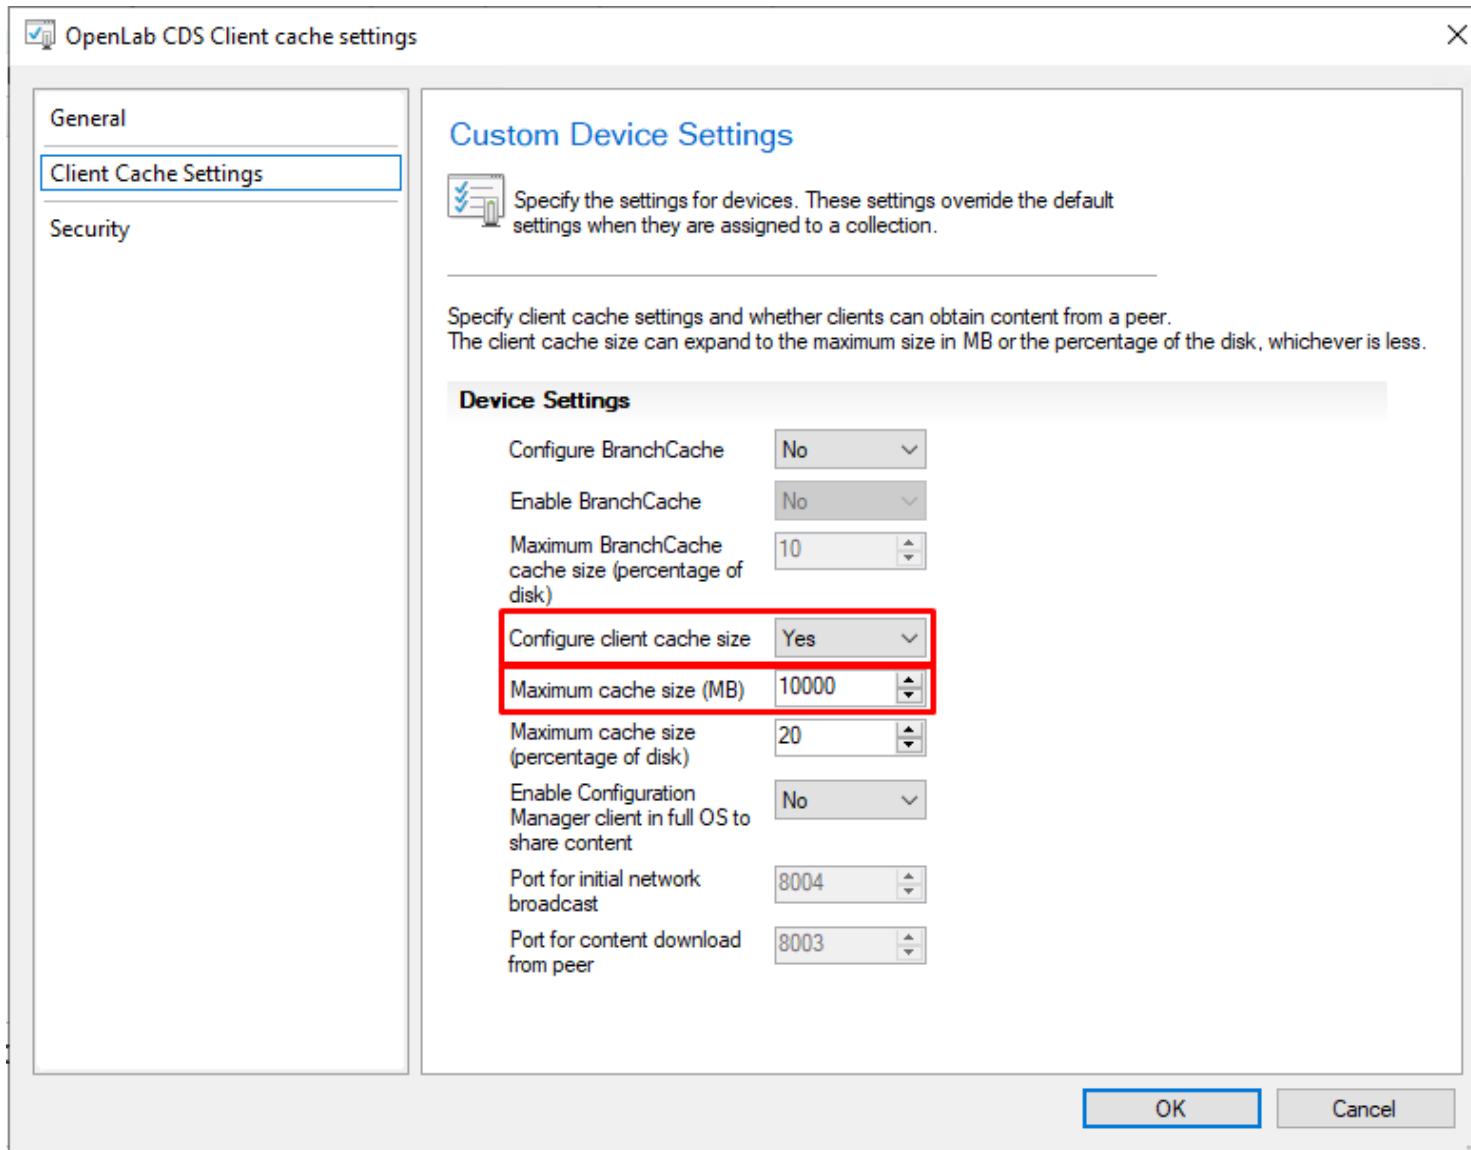 OpenLab CDS Client cache settings
General
Client Cache Settings
Security
Custom Device Settings
Specify the settings for devices. These settings override the default
settings when they are assigned to a collection.
Specify client cache settings and whether clients can obtain content from a peer.
The client cache size can expand to the maximum size in MB or the percentage of the disk, whichever is less.
Device Settings
Configure BranchCache No
Enable BranchCache No
Maximum BranchCache 10
cache size (percentage of
disk)
Configure client cache size Yes
Maximum cache size (MB) 10000
Maximum cache size 20
(percentage of disk)
Enable Configuration
Manager client in full OS to No
share content
Port for initial network 8004
broadcast
Port for content download 8003
from peer
OK Cancel